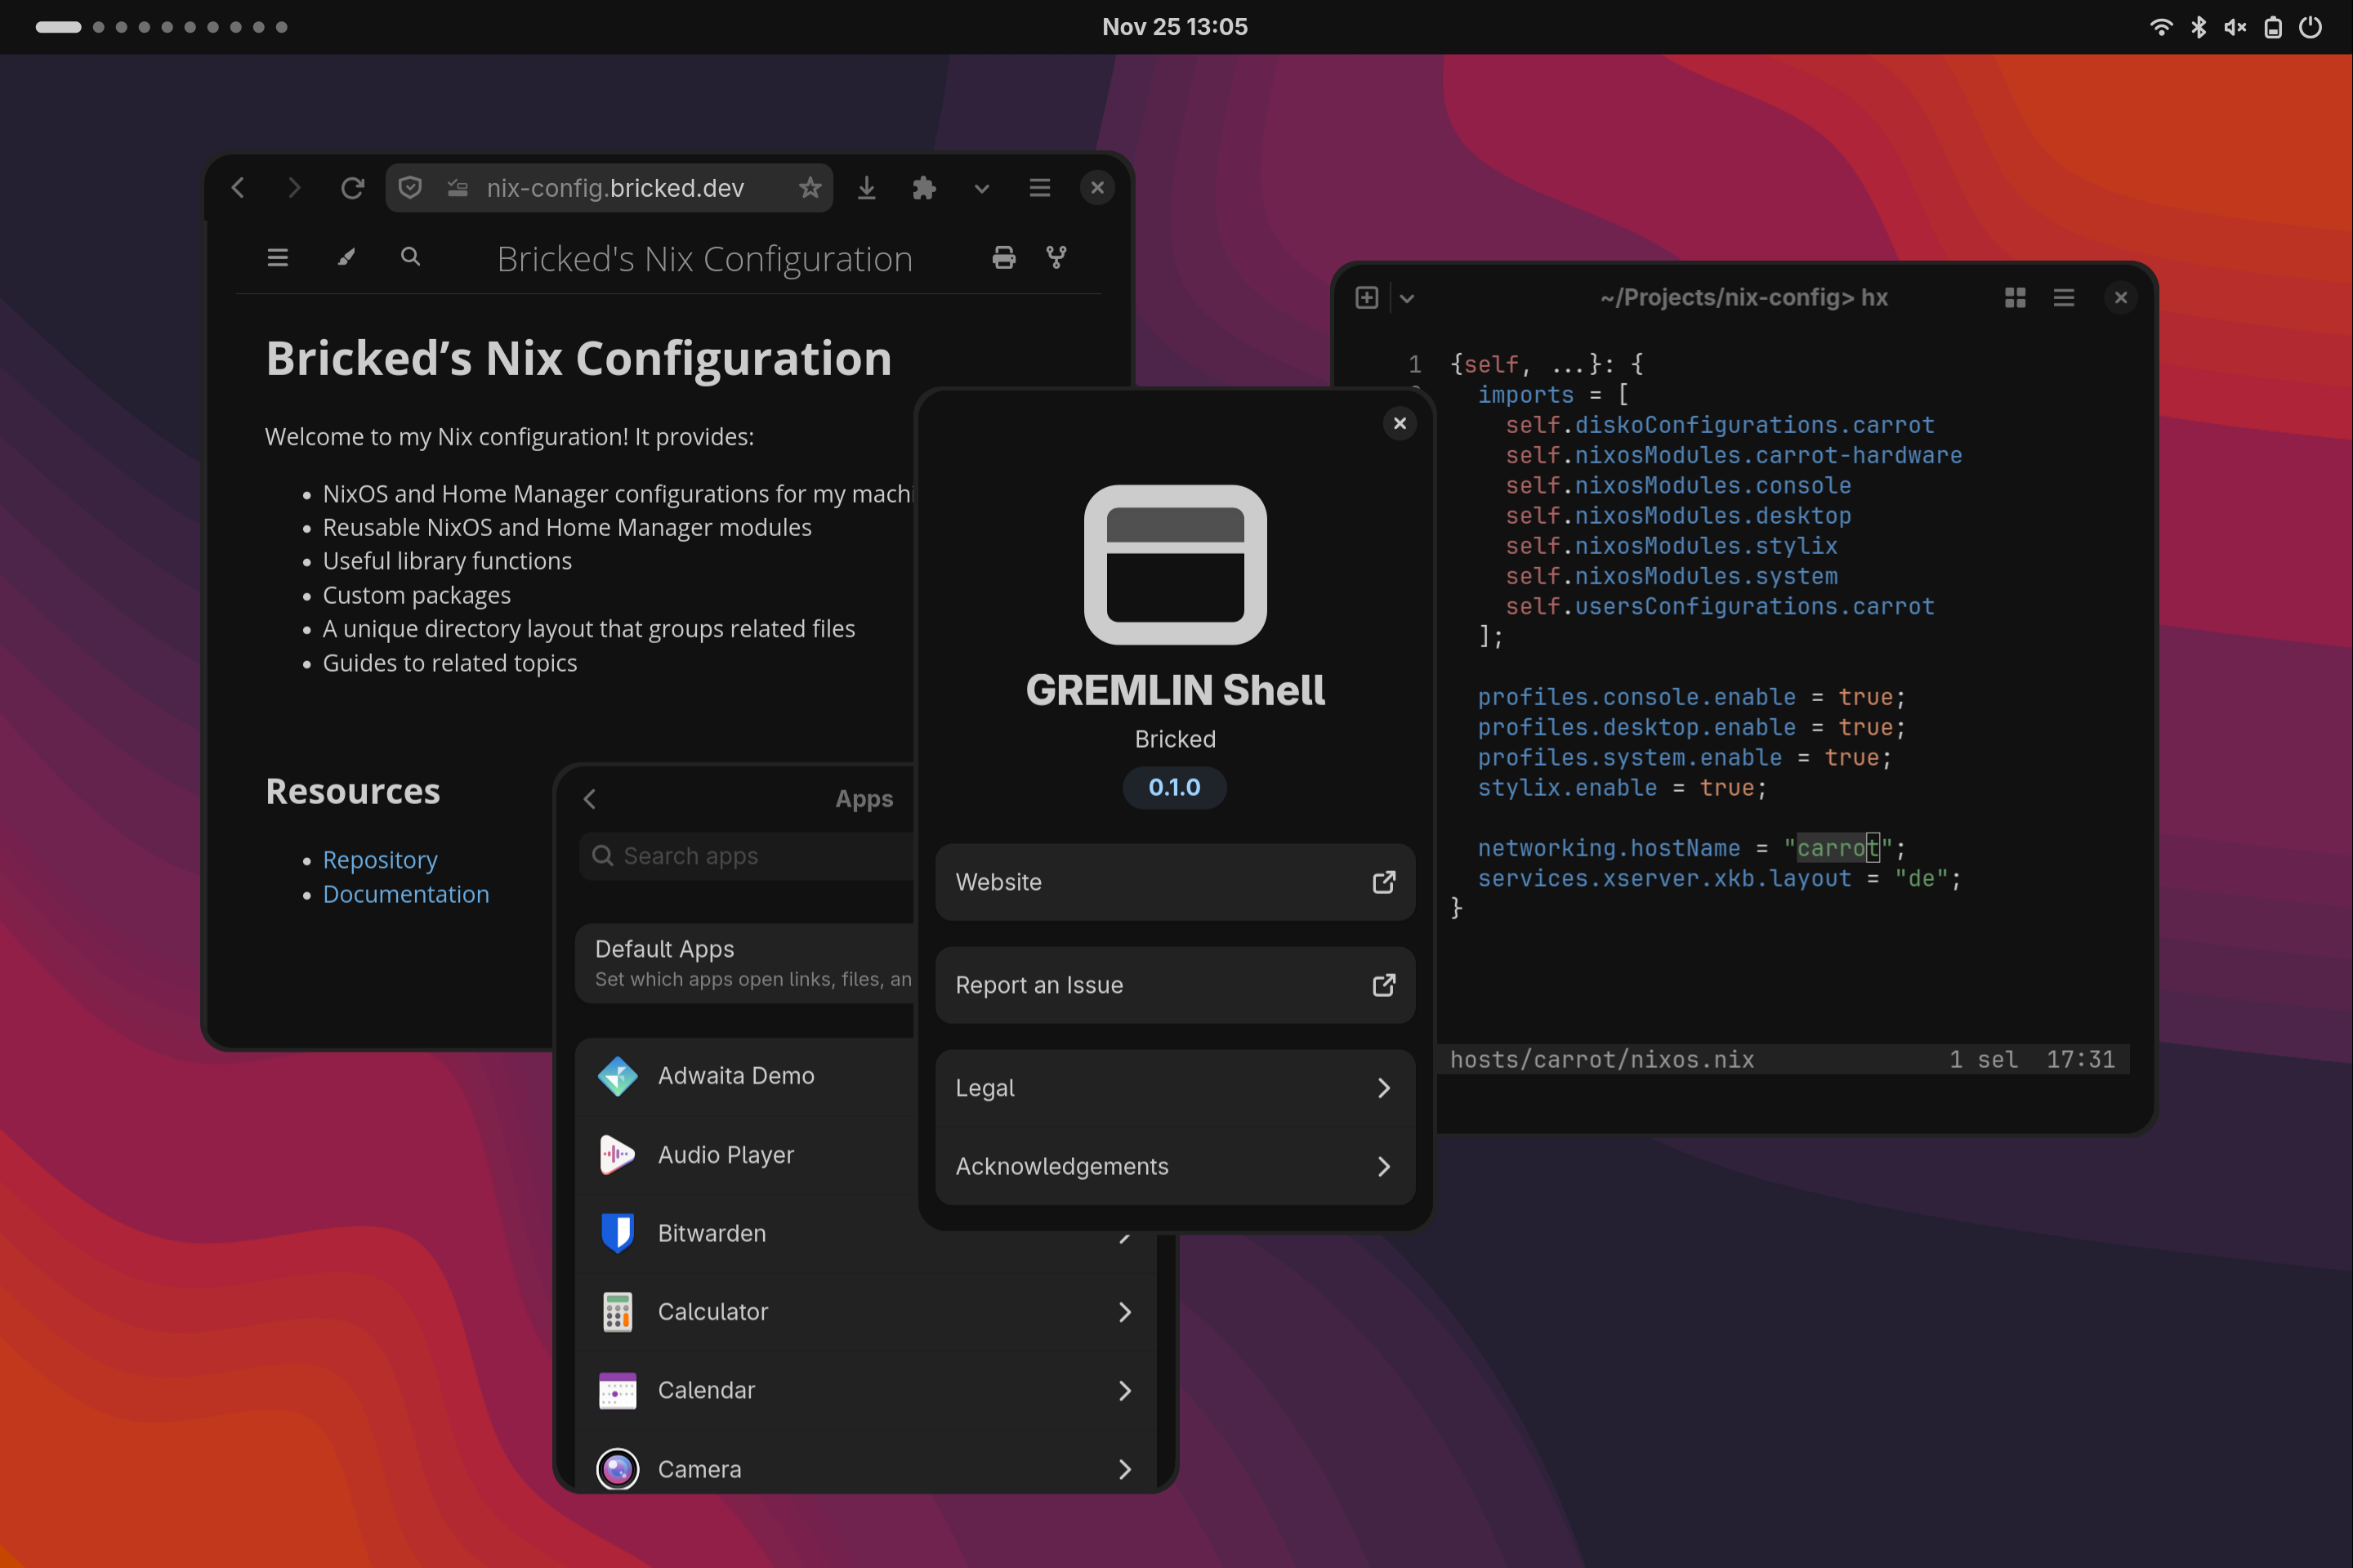 Nov 25 13:05
nix-config.bricked.dev
Bricked's Nix Configuration
Bricked’s Nix Configuration
Welcome to my Nix configuration! It provides:
NixOS and Home Manager configurations for my
Reusable NixOS and Home Manager modules
Useful library functions
Custom packages
A unique directory layout that groups related files
Guides to related topics
Resources
Repository
Documentation
Apps
Search apps
Default Apps
Set which apps open links, files, an
Adwaita Demo
Audio Player
Bitwarden
Calculator
Calendar
Camera
GREMLIN Shell
Bricked
0.1.0
Website
Report an Issue
Legal
Acknowledgements
~/Projects/nix-config> hx
1 {self, ...}: {
imports = [
self.diskoConfigurations.carrot
self.nixosModules.carrot-hardware
self.nixosModules.console
self.nixosModules.desktop
self.nixosModules.stylix
self.nixosModules.system
self.usersConfigurations.carrot
];
profiles.console.enable = true;
profiles.desktop.enable = true;
profiles.system.enable = true;
stylix.enable = true;
networking.hostName = "carrot";
services.xserver.xkb.layout = "de";
}
hosts/carrot/nixos.nix 1 sel 17:31